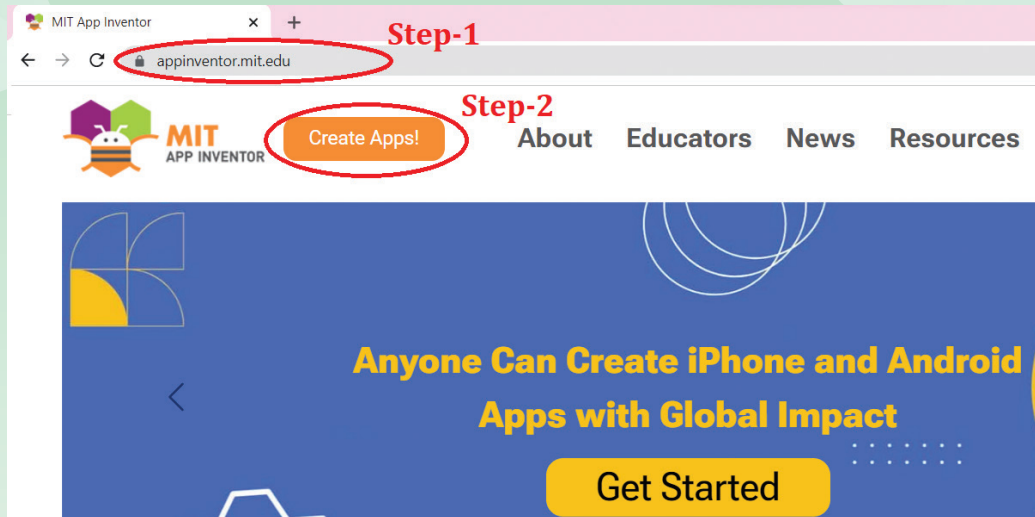 MIT App Inventor
Step-1
appinventor.mit.edu
Step-2
MIT
APP INVENTOR
Create Apps!
About Educators News Resources
Anyone Can Create iPhone and Android
Apps with Global Impact
Get Started